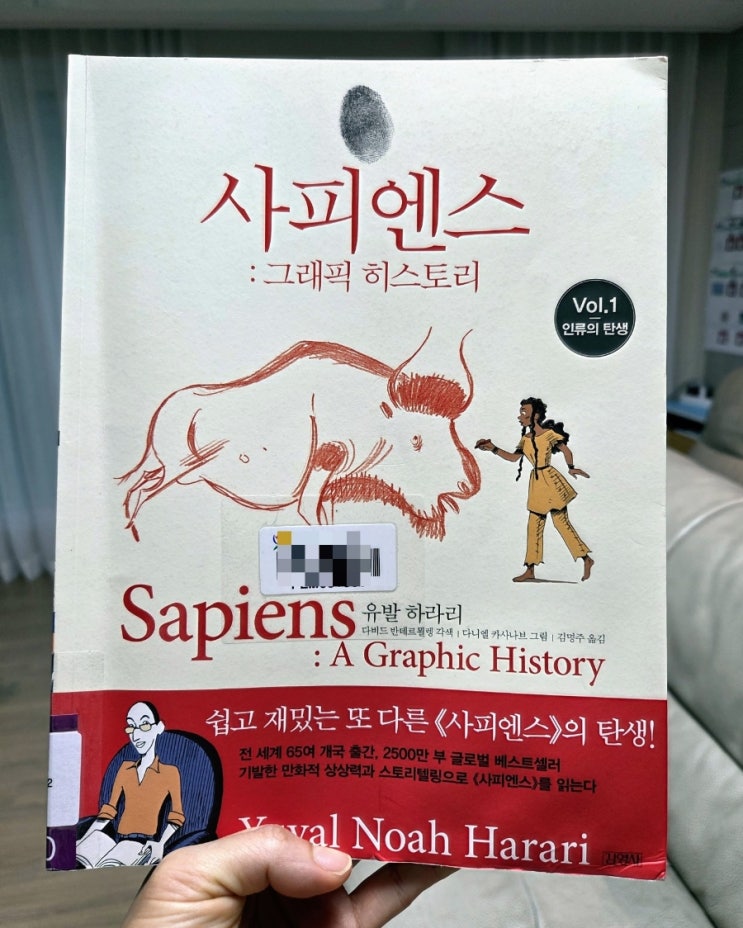 사피엔스
: 그래픽 히스토리
Vol.1
인류의 탄생
Sapiens
유발 하라리
다비드 반데르묄렝 각색 | 다니엘 카사나브 그림 | 김명주 옮김
: A Graphic History
쉽고 재밌는 또 다른 《사피엔스》의 탄생!
전 세계 65여 개국 출간, 2500만 부 글로벌 베스트셀러
기발한 만화적 상상력과 스토리텔링으로 《사피엔스》를 읽는다
2
Yuval Noah Harari
김영사